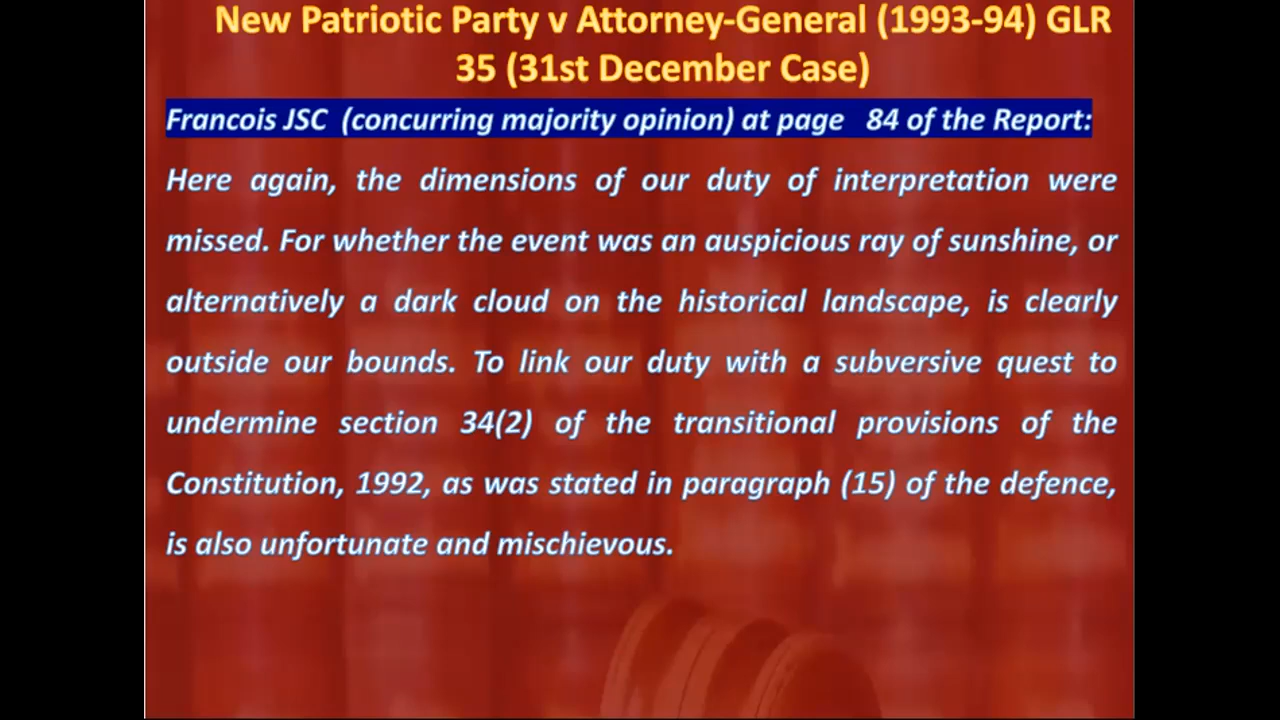 New Patriotic Party v Attorney-General (1993-94) GLR
35 (31st December Case)
Francois JSC (concurring majority opinion) at page 84 of the Report:
Here again, the dimensions of our duty of interpretation were
missed. For whether the event was an auspicious ray of sunshine, or
alternatively a dark cloud on the historical landscape, is clearly
outside our bounds. To link our duty with a subversive quest to
undermine section 34(2) of the transitional provisions of the
Constitution, 1992, as was stated in paragraph (15) of the defence,
is also unfortunate and mischievous.